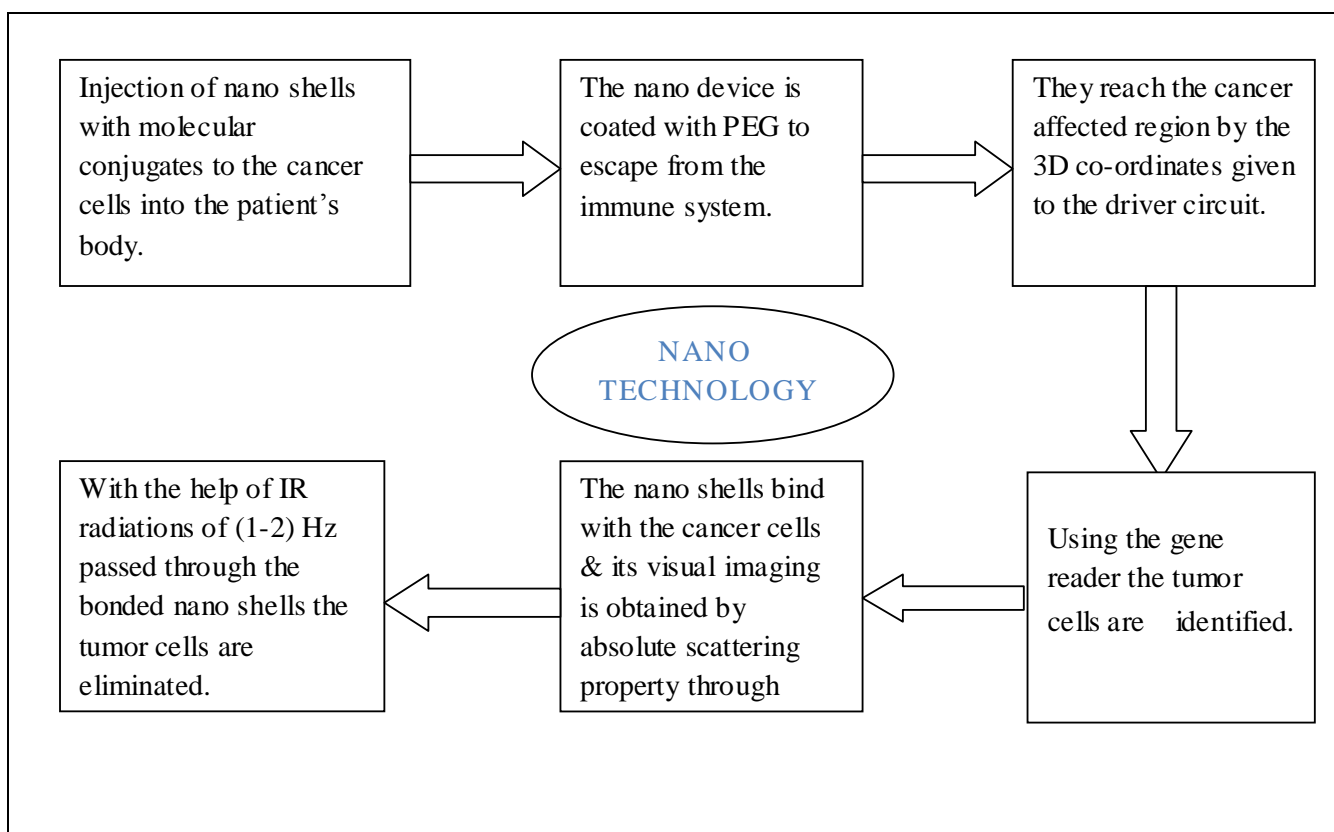 Injection of nano shells
with molecular
conjugates to the cancer
cells into the patient's
body.
The nano device is
coated with PEG to
escape from the
immune system.
They reach the cancer
affected region by the
3D co-ordinates given
to the driver circuit.
NANO
TECHNOLOGY
Using the gene
reader the tumor
cells are identified.
The nano shells bind
with the cancer cells
& its visual imaging
is obtained by
absolute scattering
property through
With the help of IR
radiations of (1-2) Hz
passed through the
bonded nano shells the
tumor cells are
eliminated.